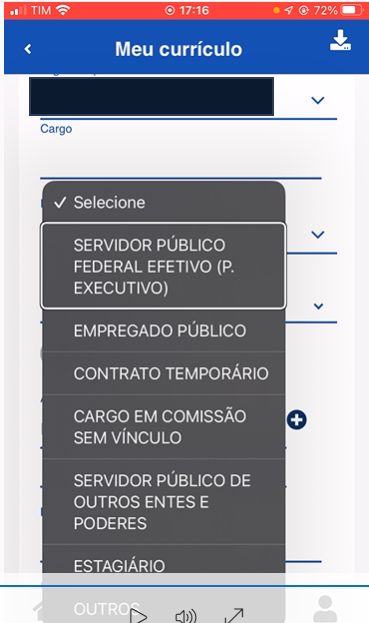 TIM
17:16
72%
Meu currículo
Cargo
✓ Selecione
SERVIDOR PÚBLICO
FEDERAL EFETIVO (P.
EXECUTIVO)
EMPREGADO PÚBLICO
CONTRATO TEMPORÁRIO
CARGO EM COMISSÃO
SEM VÍNCULO
SERVIDOR PÚBLICO DE
OUTROS ENTES E
PODERES
ESTAGIÁRIO
OUTROS